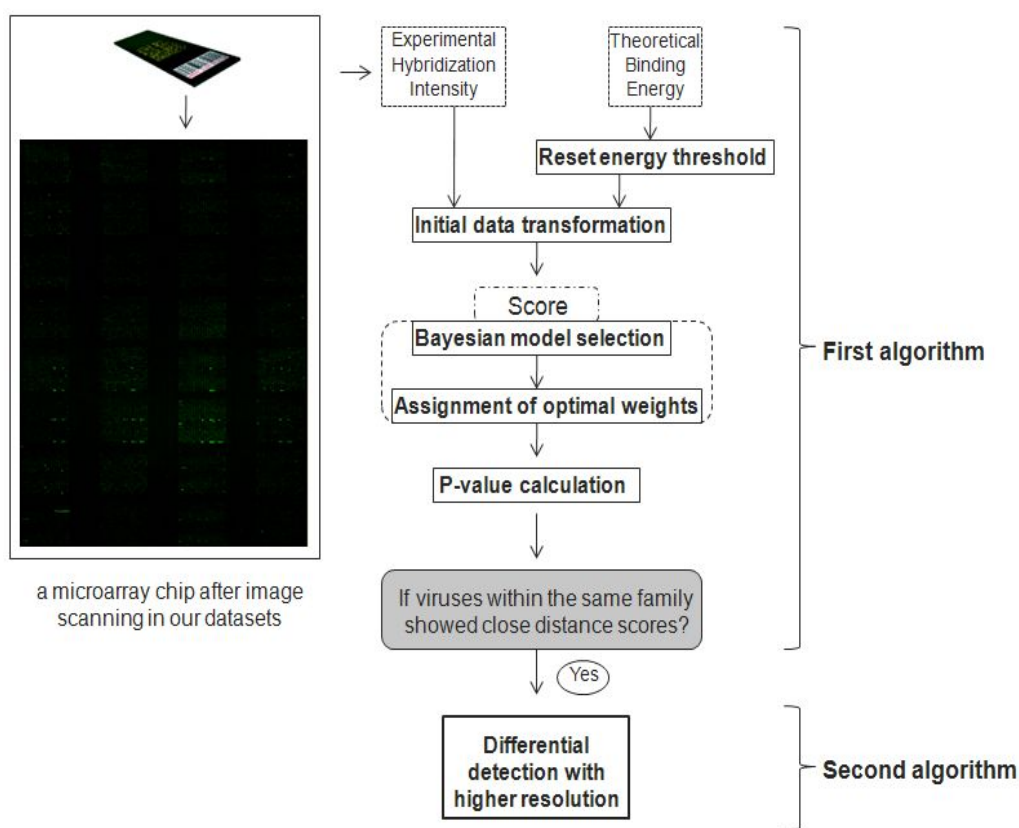 Experimental
Hybridization
Intensity
Theoretical
Binding
Energy
Reset energy threshold
Initial data transformation
Score
Bayesian model selection
Assignment of optimal weights
P-value calculation
If viruses within the same family
showed close distance scores?
Yes
Differential
detection with
higher resolution
First algorithm
Second algorithm
a microarray chip after image
scanning in our datasets